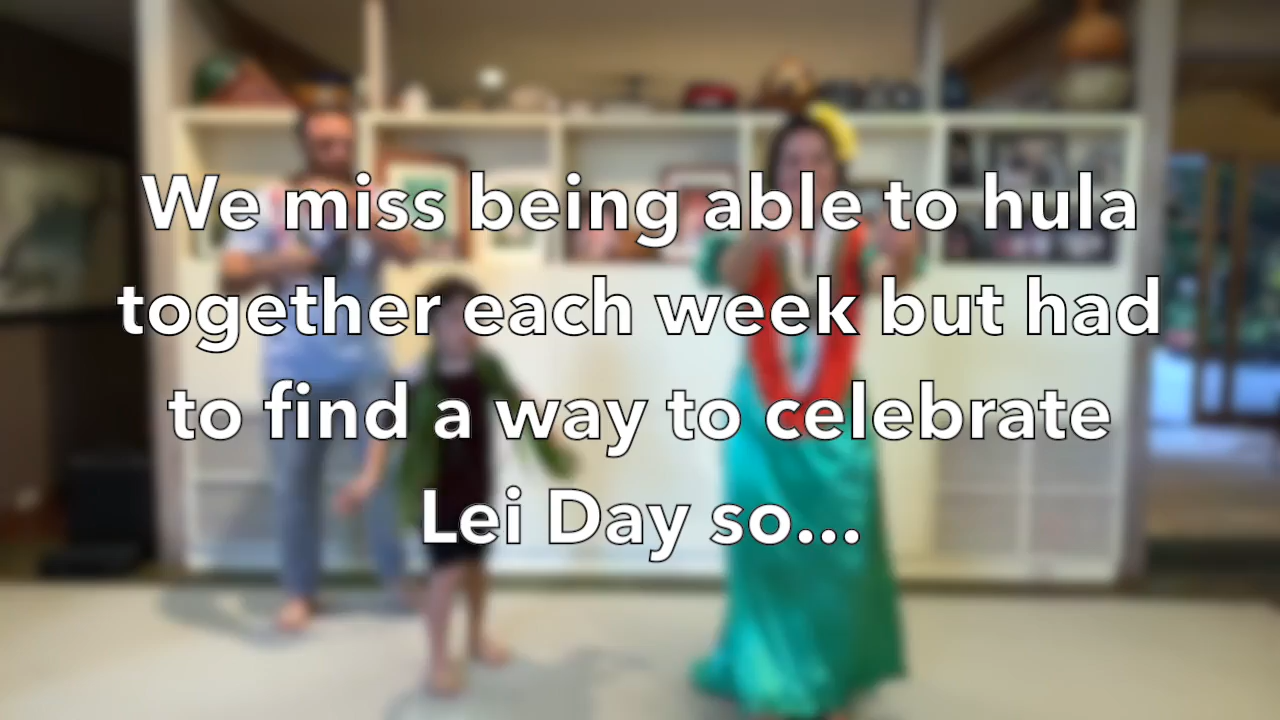 We miss being able to hula
together each week but had
to find a way to celebrate
Lei Day so...